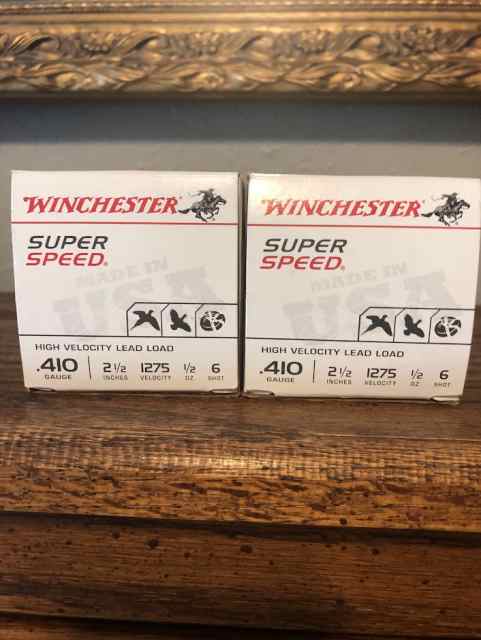 WINCHESTER
SUPER
SPEED®
MADE IN
USA
HIGH VELOCITY LEAD LOAD
.410 2 1/2 1275 1/2 6
GAUGE INCHES VELOCITY OZ SHOT
WINCHESTER
SUPER
SPEED®
MADE IN
USA
HIGH VELOCITY LEAD LOAD
.410 2 1/2 1275 1/2 6
GAUGE INCHES VELOCITY OZ SHOT